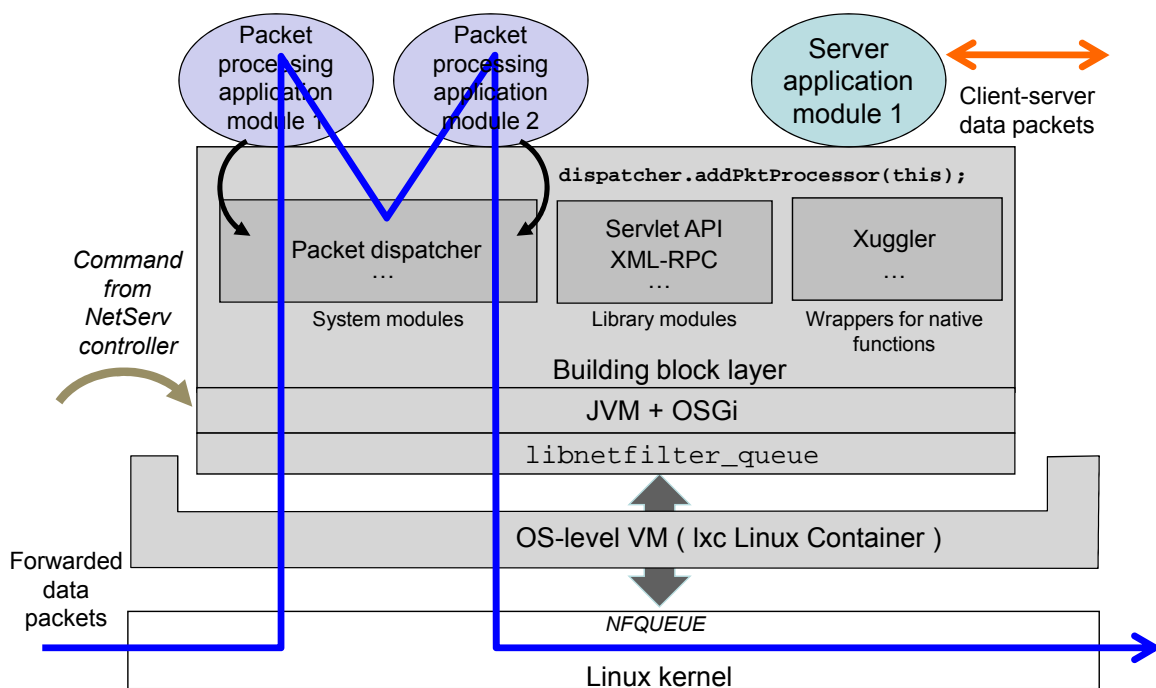 Packet
processing
application
module 1
Packet
processing
application
module 2
Server
application
module 1
Client-server
data packets
dispatcher.addPktProcessor(this);
Packet dispatcher
…
System modules
Servlet API
XML-RPC
…
Library modules
Xuggler
…
Wrappers for native
functions
Command
from
NetServ
controller
Building block layer
JVM + OSGi
libnetfilter_queue
OS-level VM ( lxc Linux Container )
Forwarded
data
packets
NFQUEUE
Linux kernel